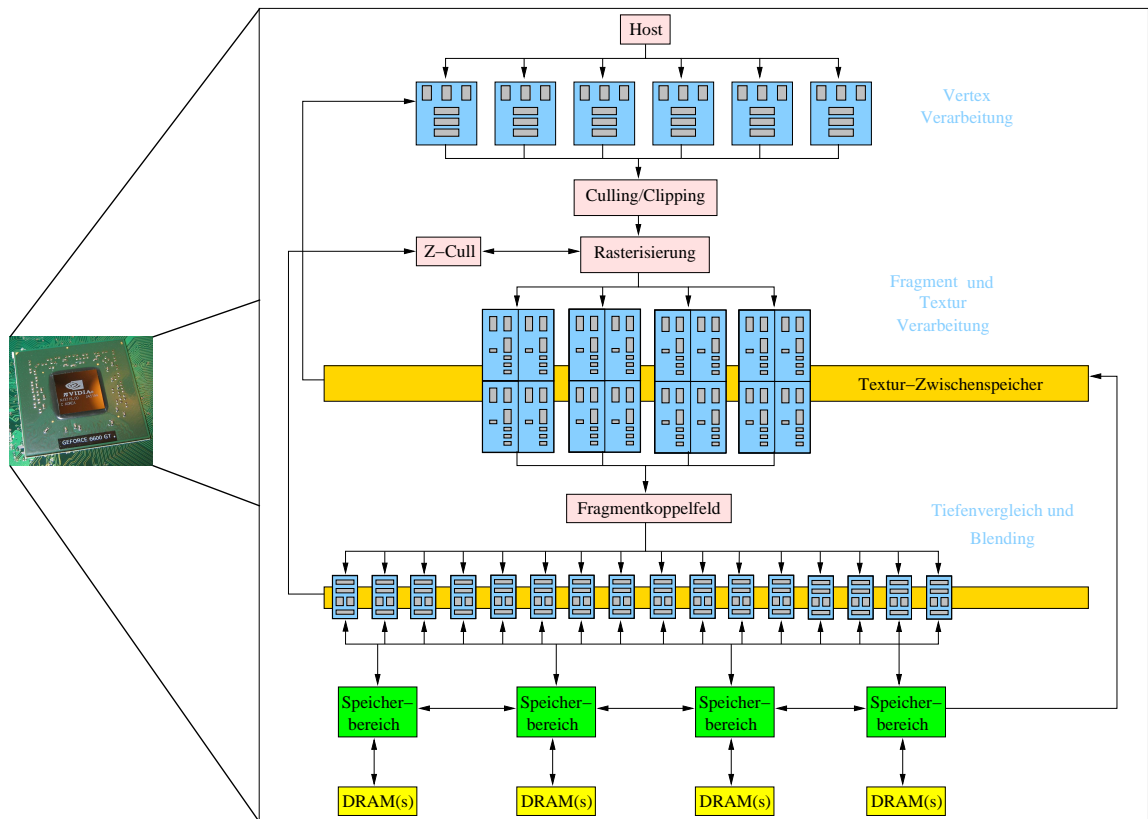 Host
Vertex
Verarbeitung
Culling/Clipping
Z–Cull
Rasterisierung
Fragment und
Textur
Verarbeitung
Textur–Zwischenspeicher
NVIDIA
GEFORCE 6600 GT
Fragmentkoppelfeld
Tiefenvergleich und
Blending
Speicher–
bereich
Speicher–
bereich
Speicher–
bereich
Speicher–
bereich
DRAM(s)
DRAM(s)
DRAM(s)
DRAM(s)